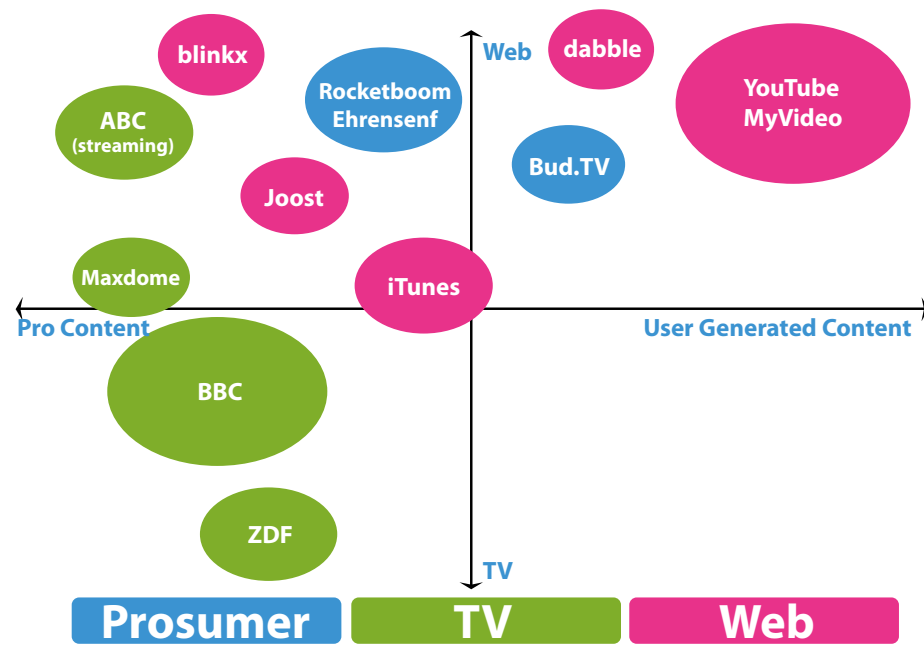 blinkx
Web
dabble
Rocketboom
Ehrensenf
YouTube
MyVideo
ABC
(streaming)
Bud.TV
Joost
Maxdome
iTunes
Pro Content
User Generated Content
BBC
ZDF
TV
Prosumer
TV
Web